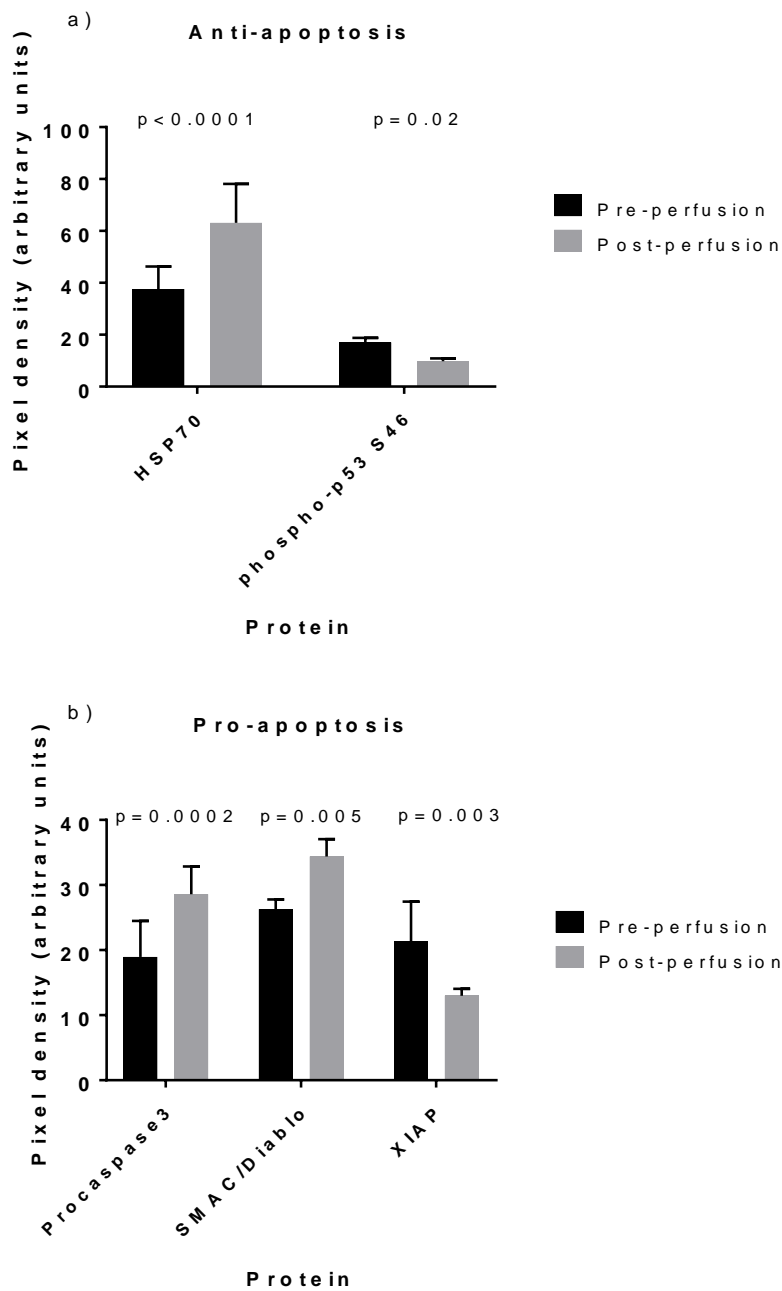 a)
Anti-apoptosis
Pixel density (arbitrary units)
p<0.0001
p=0.02
100
80
60
40
20
0
Pre-perfusion
Post-perfusion
HSP70
phospho-p53 S46
Protein
b)
Pro-apoptosis
Pixel density (arbitrary units)
p=0.0002
p=0.005
p=0.003
40
30
20
10
0
Pre-perfusion
Post-perfusion
Procaspase3
SMAC/Diablo
XIAP
Protein